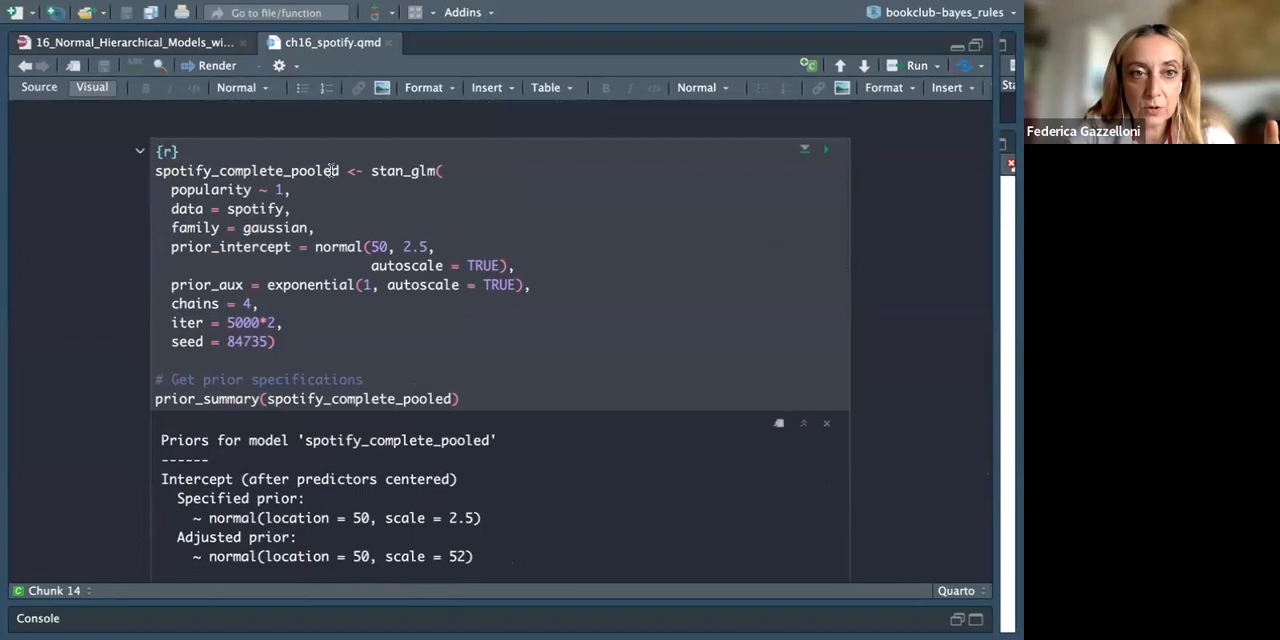 Go to file/function
Addins
bookclub-bayes_rules
16_Normal_Hierarchical_Models_wi...
ch16_spotify.qmd
ABC
Render
Run
Source
Visual
B
I
Normal
Format
Insert
Table
B
I
Normal
Format
Insert
Sta
{r}
spotify_complete_pooled <- stan_glm(
popularity ~ 1,
data = spotify,
family = gaussian,
prior_intercept = normal(50, 2.5,
autoscale = TRUE),
prior_aux = exponential(1, autoscale = TRUE),
chains = 4,
iter = 5000*2,
seed = 84735)
# Get prior specifications
prior_summary(spotify_complete_pooled)
Priors for model 'spotify_complete_pooled'
------
Intercept (after predictors centered)
Specified prior:
~ normal(location = 50, scale = 2.5)
Adjusted prior:
~ normal(location = 50, scale = 52)
C Chunk 14
Quarto
Console
Federica Gazzelloni